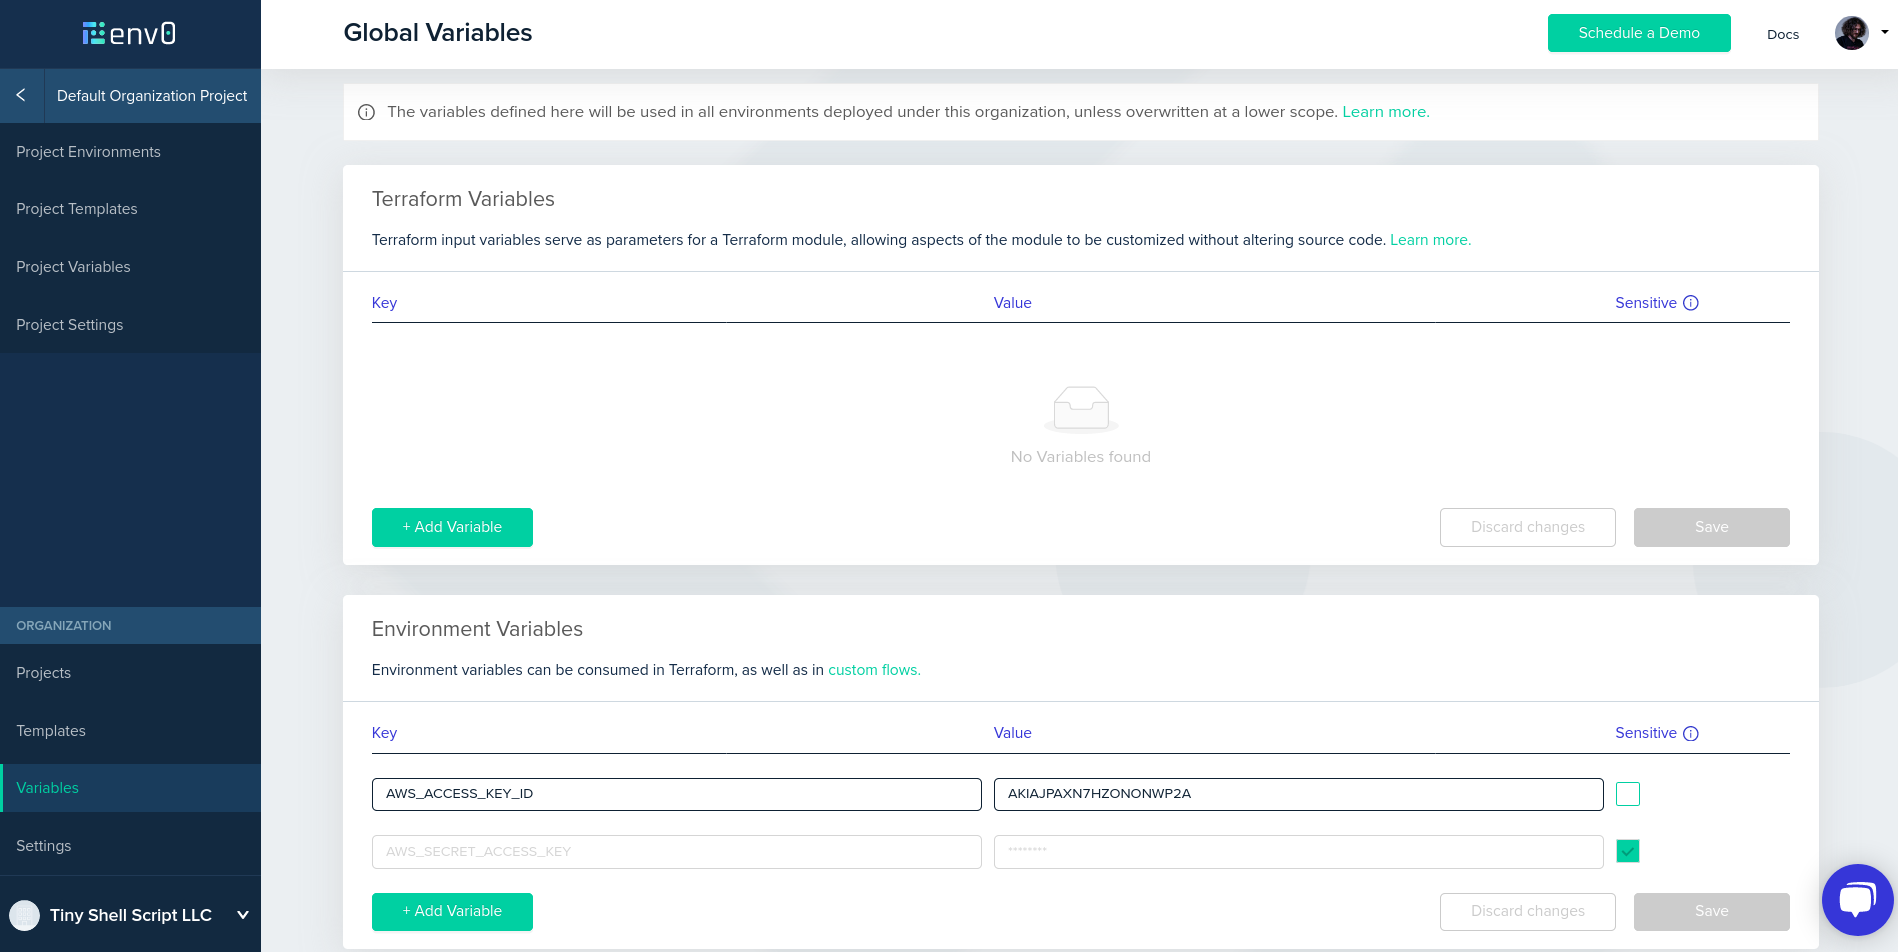 env0
Default Organization Project
Project Environments
Project Templates
Project Variables
Project Settings
ORGANIZATION
Projects
Templates
Variables
Settings
Tiny Shell Script LLC
Global Variables
Schedule a Demo
Docs
The variables defined here will be used in all environments deployed under this organization, unless overwritten at a lower scope. Learn more.
Terraform Variables
Terraform input variables serve as parameters for a Terraform module, allowing aspects of the module to be customized without altering source code. Learn more.
Key Value Sensitive
No Variables found
+ Add Variable Discard changes Save
Environment Variables
Environment variables can be consumed in Terraform, as well as in custom flows.
Key Value Sensitive
AWS_ACCESS_KEY_ID AKIAJPAXN7HZONONWP2A
AWS_SECRET_ACCESS_KEY ********
+ Add Variable Discard changes Save